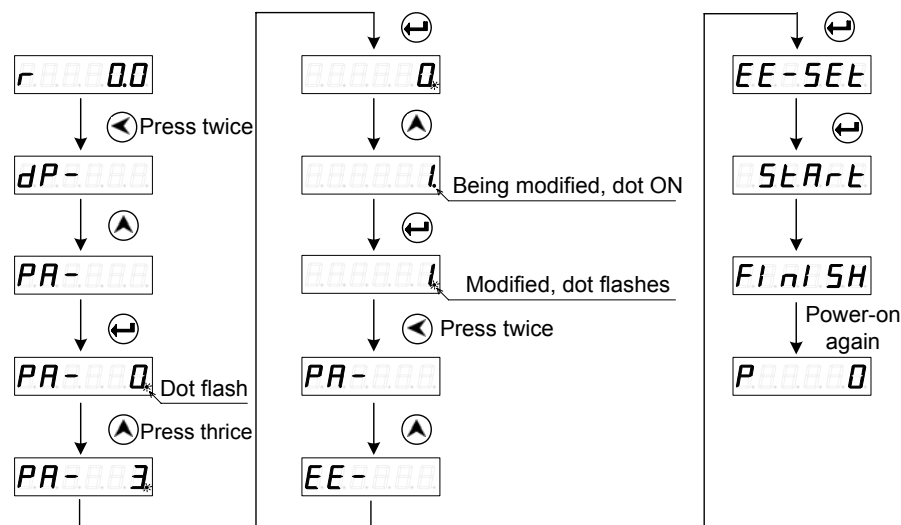 r 0.0
Press twice
dP-
PA-
PA- 0.
Dot flash
Press thrice
PA- 3.
0.
1.
Being modified, dot ON
1.
Modified, dot flashes
Press twice
PA-
EE-
EE-SEt
StArt
FInISH
Power-on
again
P 0